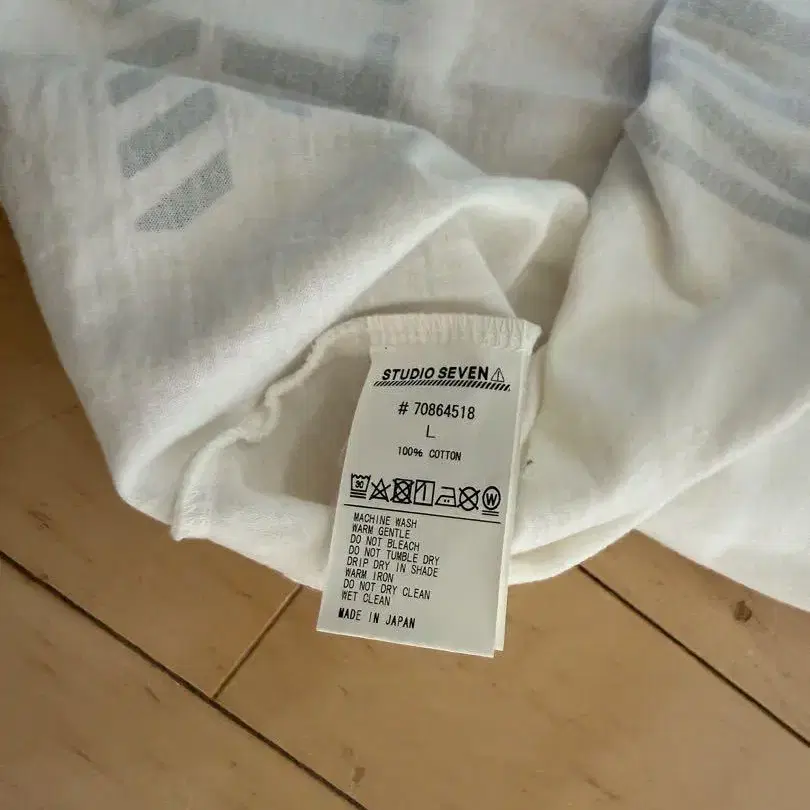 STUDIO SEVEN
# 70864518
L
100% COTTON
30 W
MACHINE WASH
WARM GENTLE
DO NOT BLEACH
DO NOT TUMBLE DRY
DRIP DRY IN SHADE
WARM IRON
DO NOT DRY CLEAN
WET CLEAN
MADE IN JAPAN